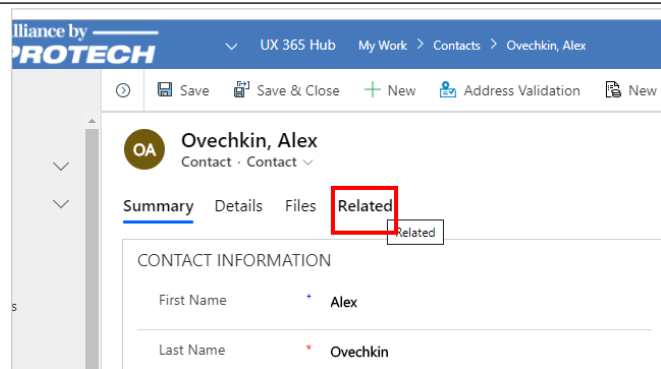 lliance by
PROTECH
UX 365 Hub My Work > Contacts > Ovechkin, Alex
Save Save & Close New Address Validation New
OA
Ovechkin, Alex
Contact · Contact
Summary Details Files Related
Related
CONTACT INFORMATION
First Name + Alex
s
Last Name * Ovechkin